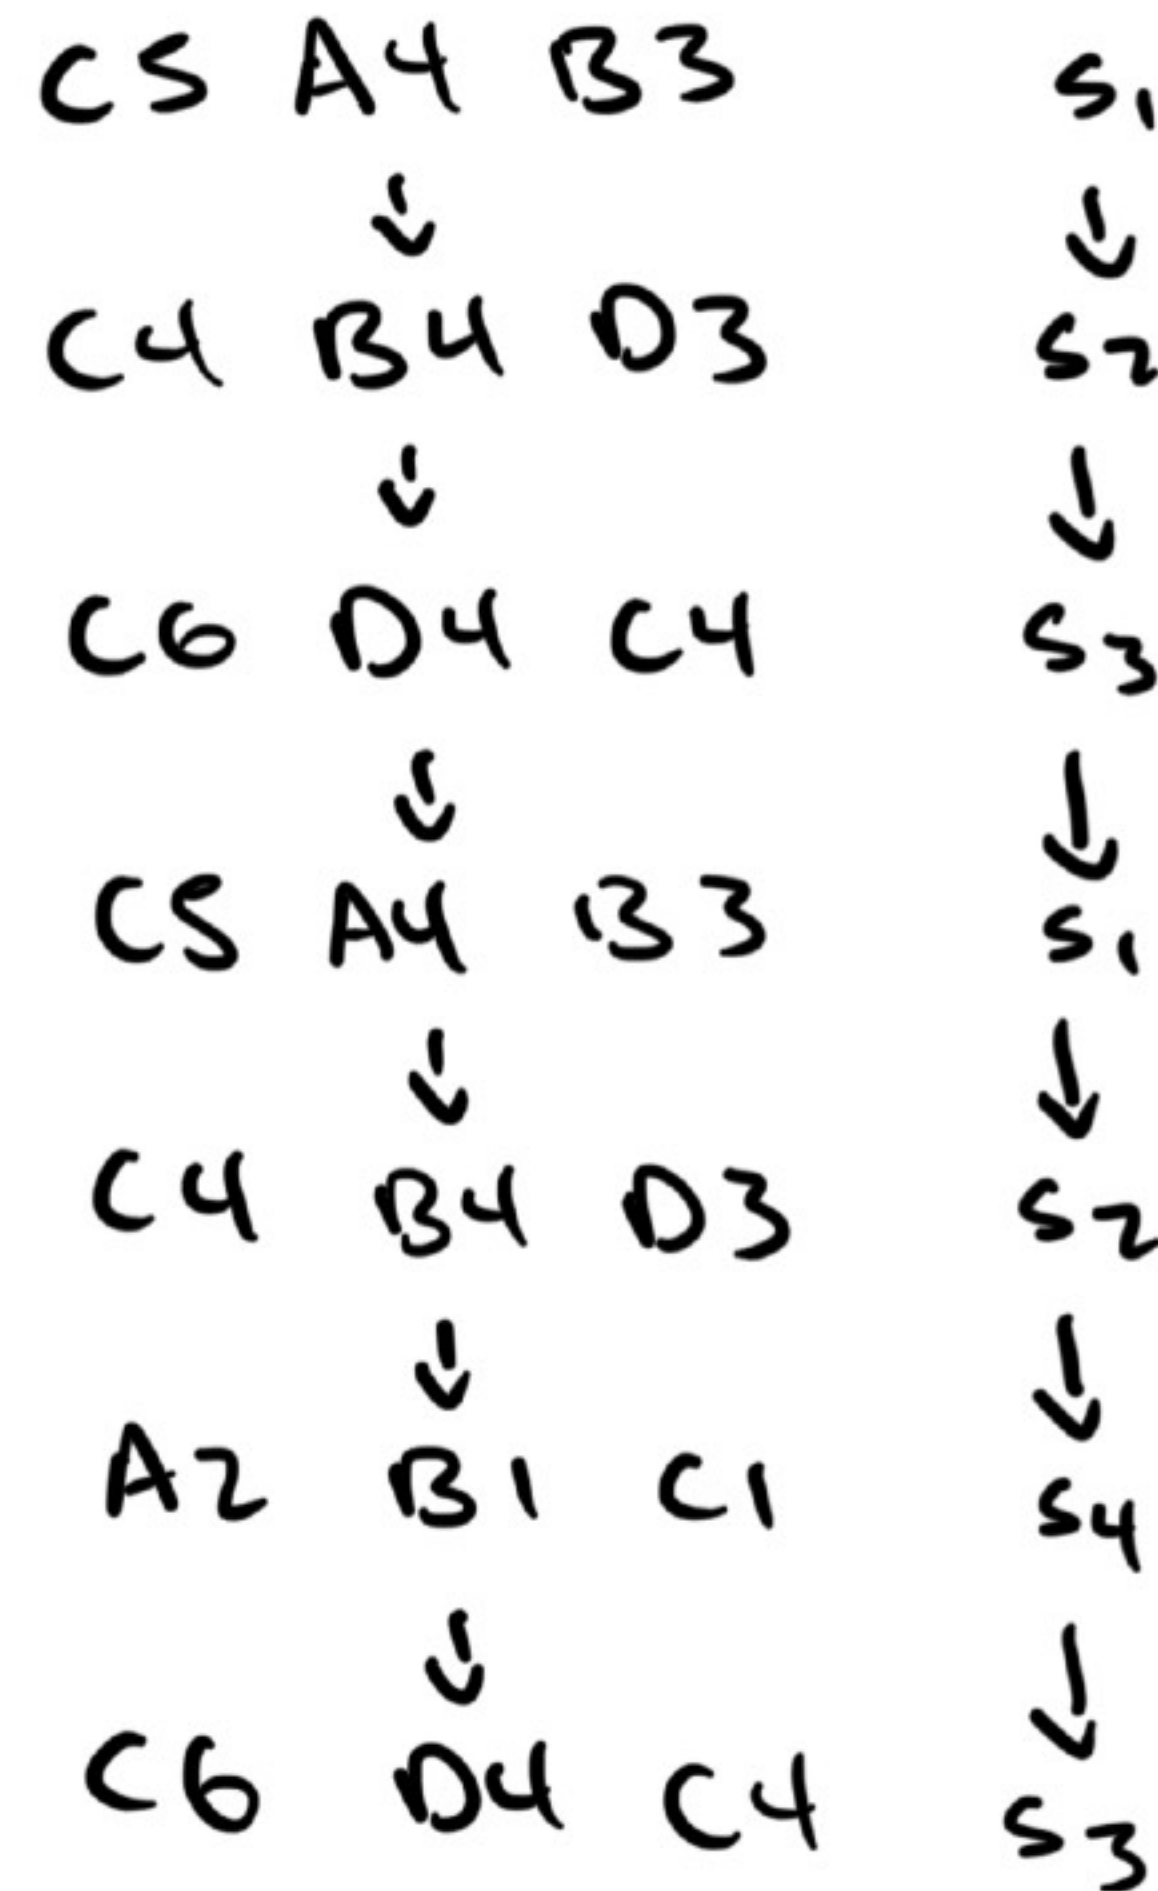 C5 A4 B3 S1
↓ ↓
C4 B4 D3 S2
↓ ↓
C6 D4 C4 S3
↓ ↓
C5 A4 B3 S1
↓ ↓
C4 B4 D3 S2
↓ ↓
A2 B1 C1 S4
↓ ↓
C6 D4 C4 S3